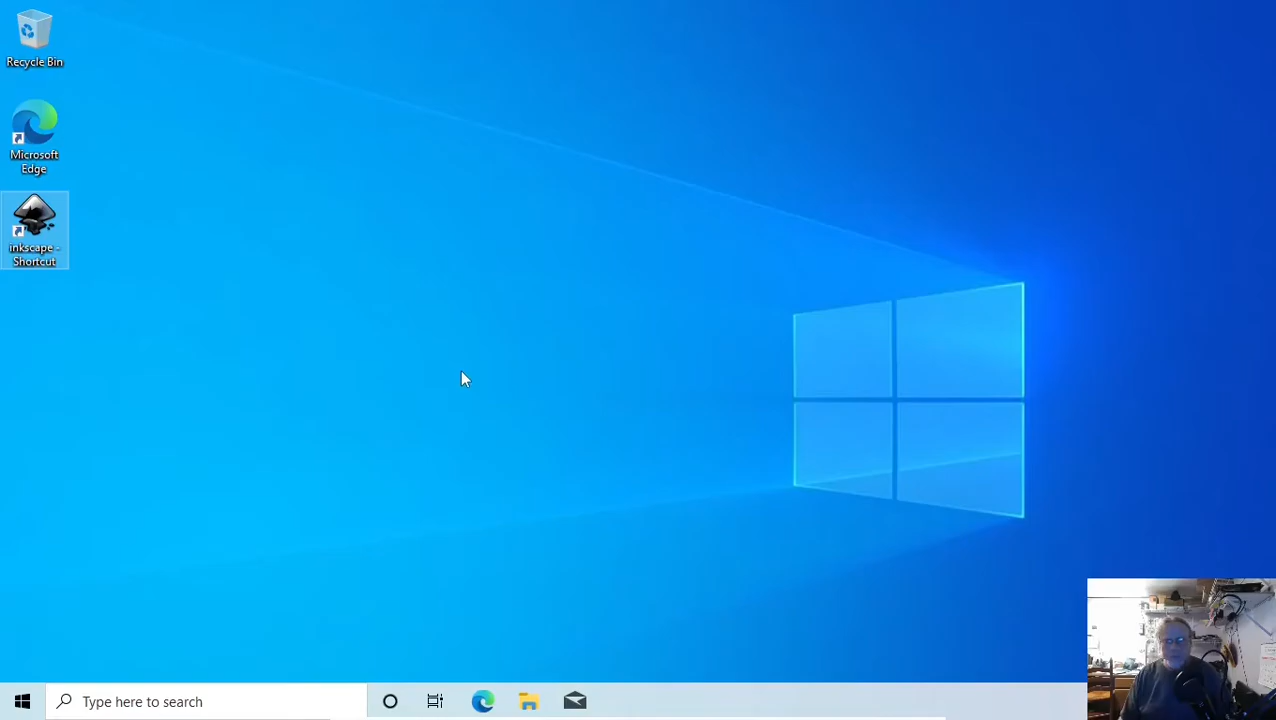 Recycle Bin
Microsoft
Edge
inkscape -
Shortcut
Type here to search